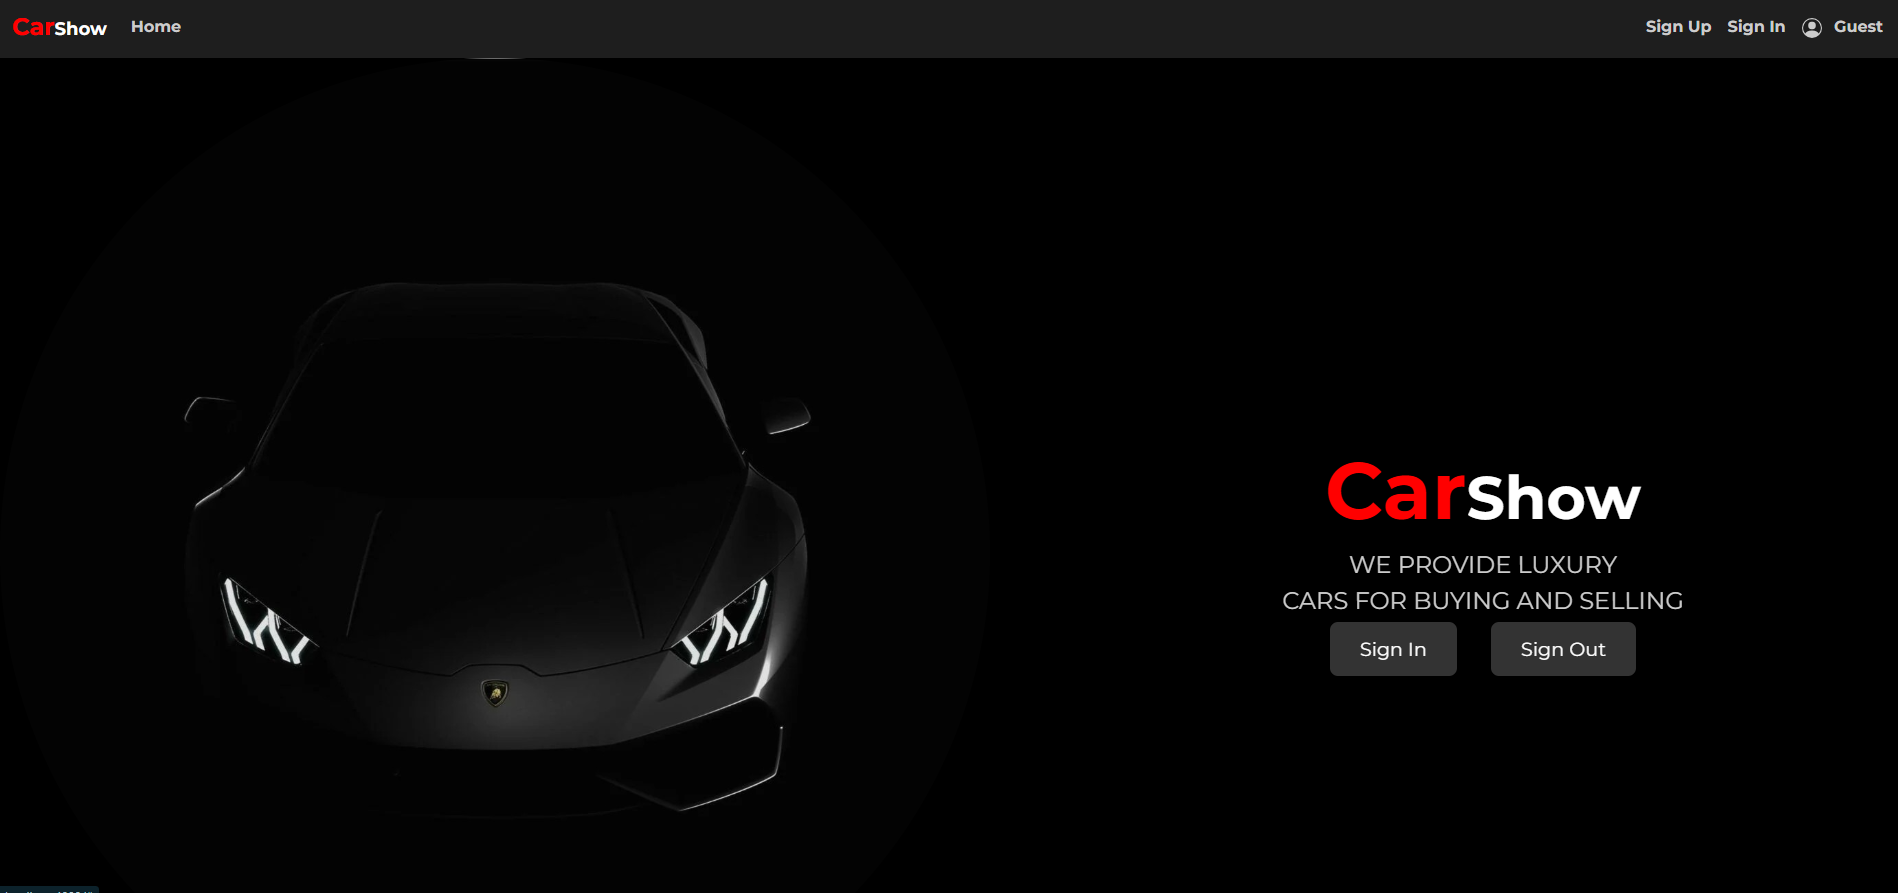 CarShow Home Sign Up Sign In Guest
CarShow
WE PROVIDE LUXURY
CARS FOR BUYING AND SELLING
Sign In Sign Out